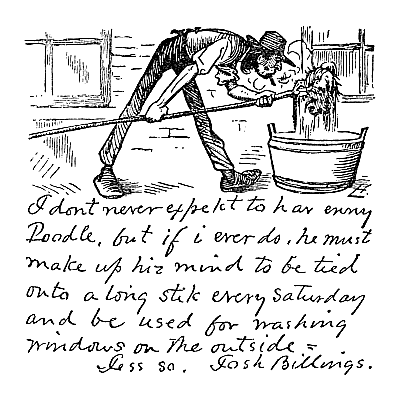 I dont never expekt to hav enny
Poodle, but if i ever do, he must
make up hiz mind to be tied
onto a long stik every Saturday
and be used for washing
windows on the outside =
Jess so. Josh Billings.